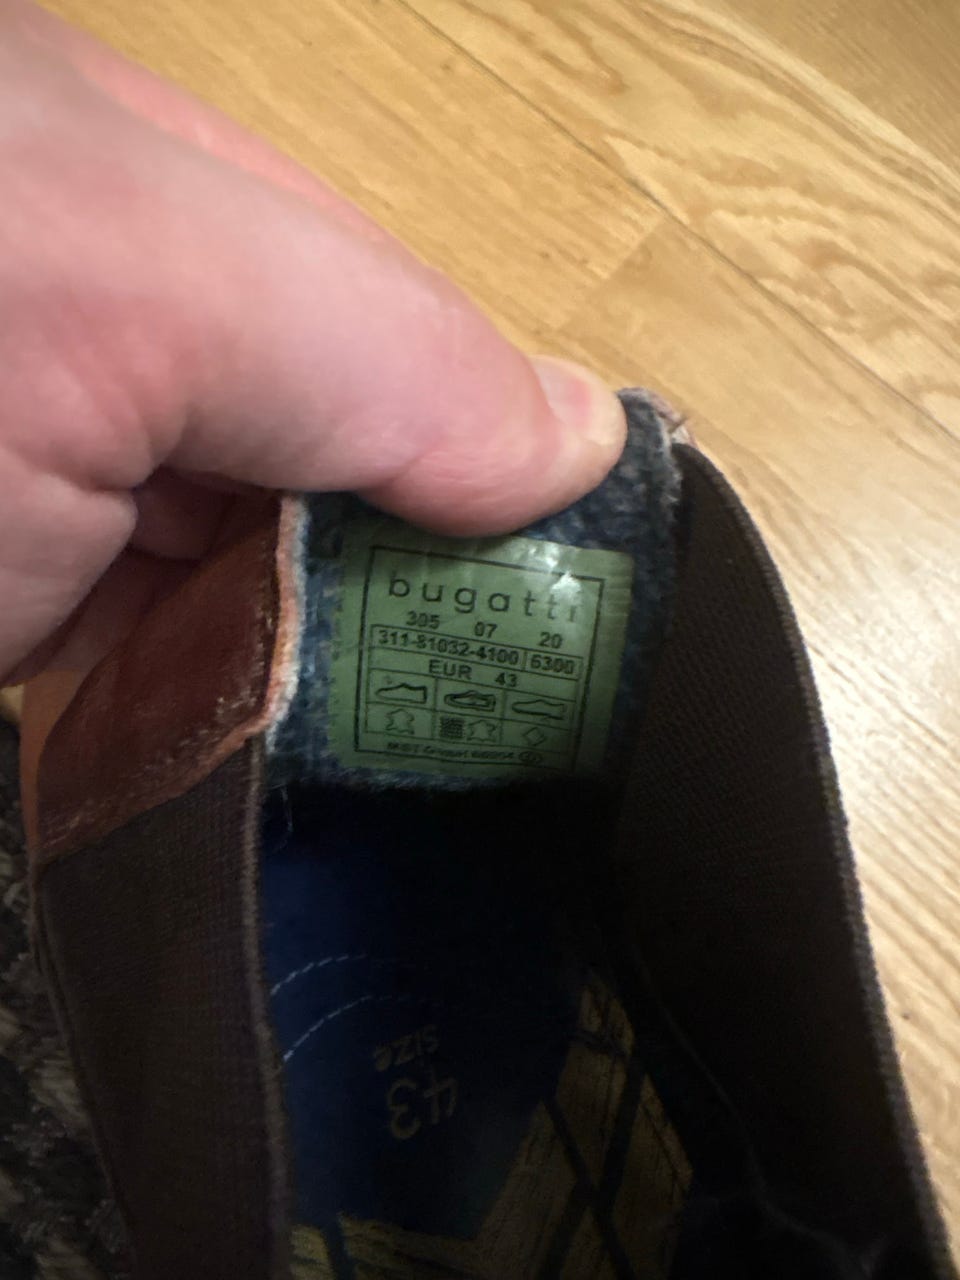 bugatti
305 07 20
311-81032-4100 6300
EUR 43
size
43